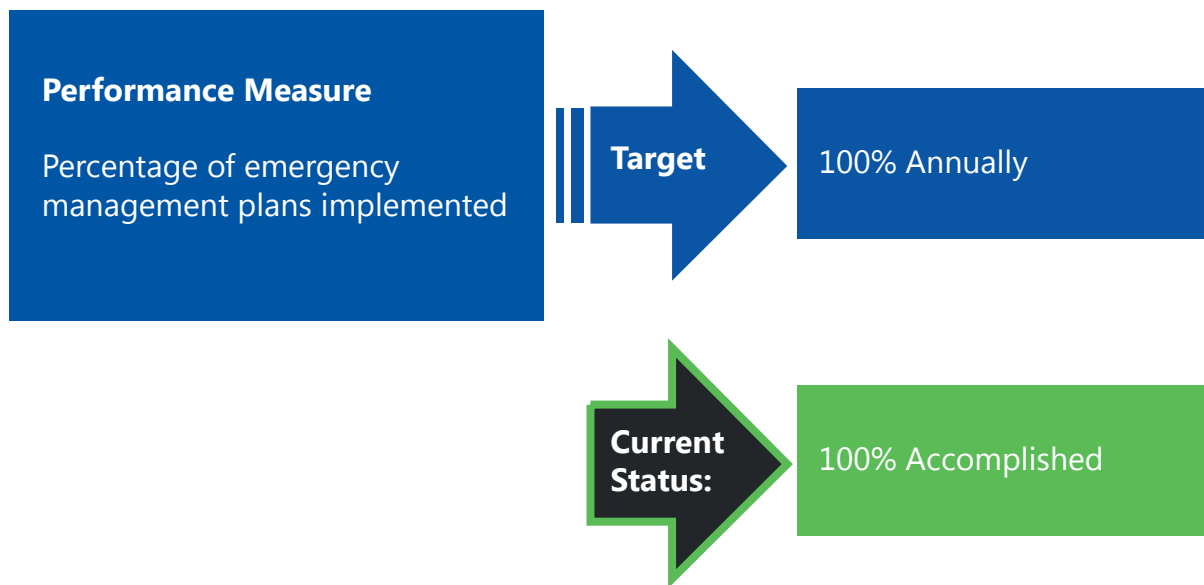 Performance Measure
Percentage of emergency
management plans implemented
Target
100% Annually
Current
Status:
100% Accomplished